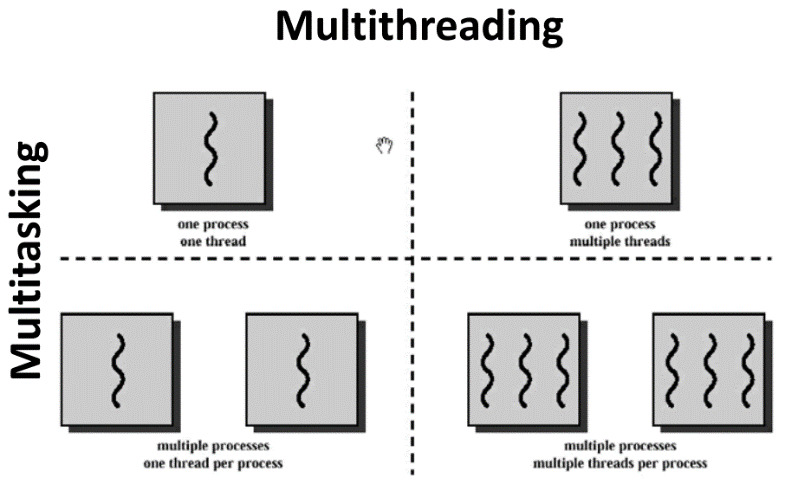 Multithreading
Multitasking
one process
one thread
one process
multiple threads
multiple processes
one thread per process
multiple processes
multiple threads per process